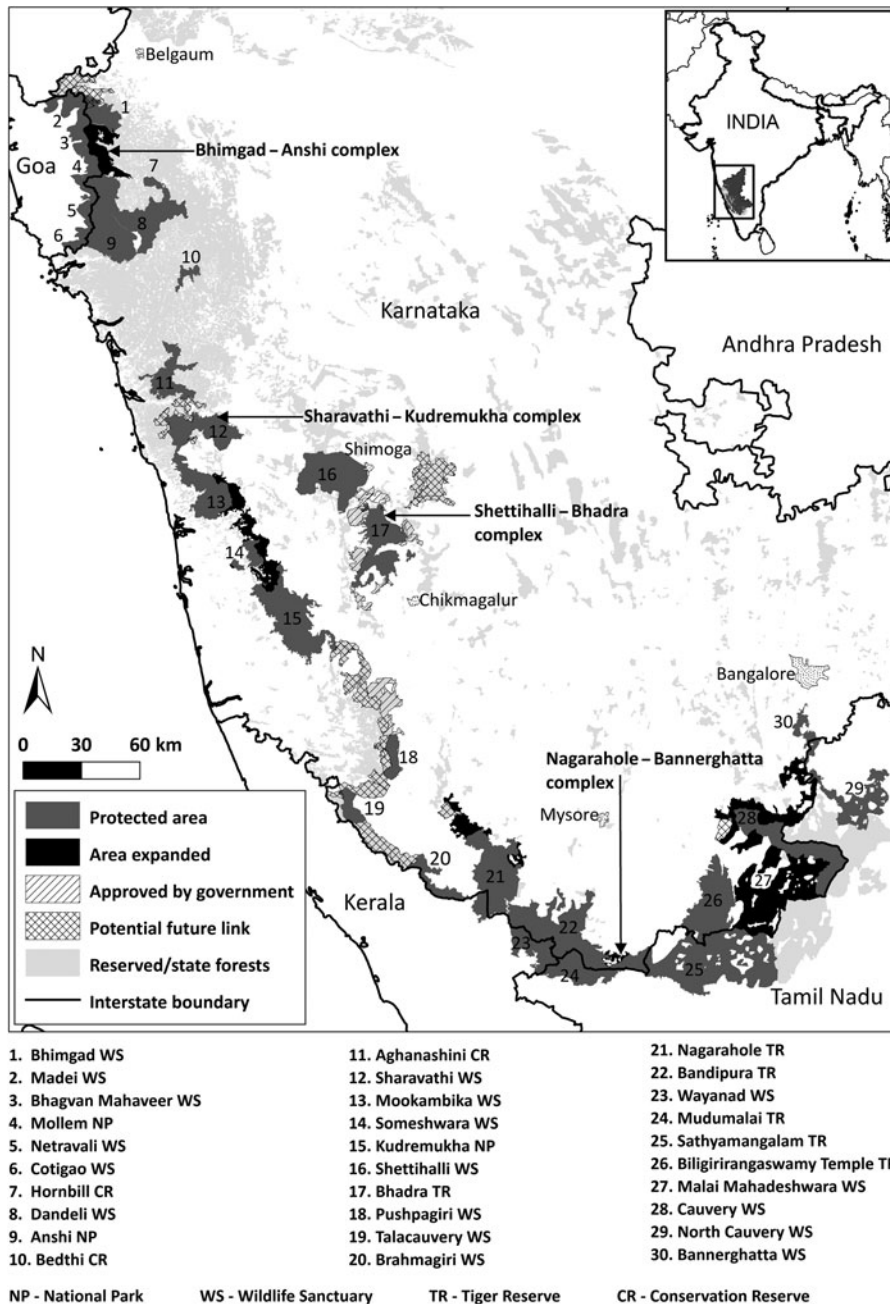 Belgaum
INDIA
1
2
Bhimgad – Anshi complex
3
Goa
4
7
5
8
6
9
10
Karnataka
Andhra Pradesh
11
Sharavathi – Kudremukha complex
12
Shimoga
16
13
Shettihalli – Bhadra
complex
17
14
Chikmagalur
15
N
Bangalore
30
0 30 60 km
18
Nagarahole – Bannerghatta
complex
29
19
Mysore
28
20
21
27
Kerala
26
22
23
25
24
Tamil Nadu
Protected area
Area expanded
Approved by government
Potential future link
Reserved/state forests
Interstate boundary
1. Bhimgad WS
2. Madei WS
3. Bhagvan Mahaveer WS
4. Mollem NP
5. Netravali WS
6. Cotigao WS
7. Hornbill CR
8. Dandeli WS
9. Anshi NP
10. Bedthi CR
11. Aghanashini CR
12. Sharavathi WS
13. Mookambika WS
14. Someshwara WS
15. Kudremukha NP
16. Shettihalli WS
17. Bhadra TR
18. Pushpagiri WS
19. Talacauvery WS
20. Brahmagiri WS
21. Nagarahole TR
22. Bandipura TR
23. Wayanad WS
24. Mudumalai TR
25. Sathyamangalam TR
26. Biligirirangaswamy Temple
27. Malai Mahadeshwara WS
28. Cauvery WS
29. North Cauvery WS
30. Bannerghatta WS
NP - National Park WS - Wildlife Sanctuary TR - Tiger Reserve CR - Conservation Reserve